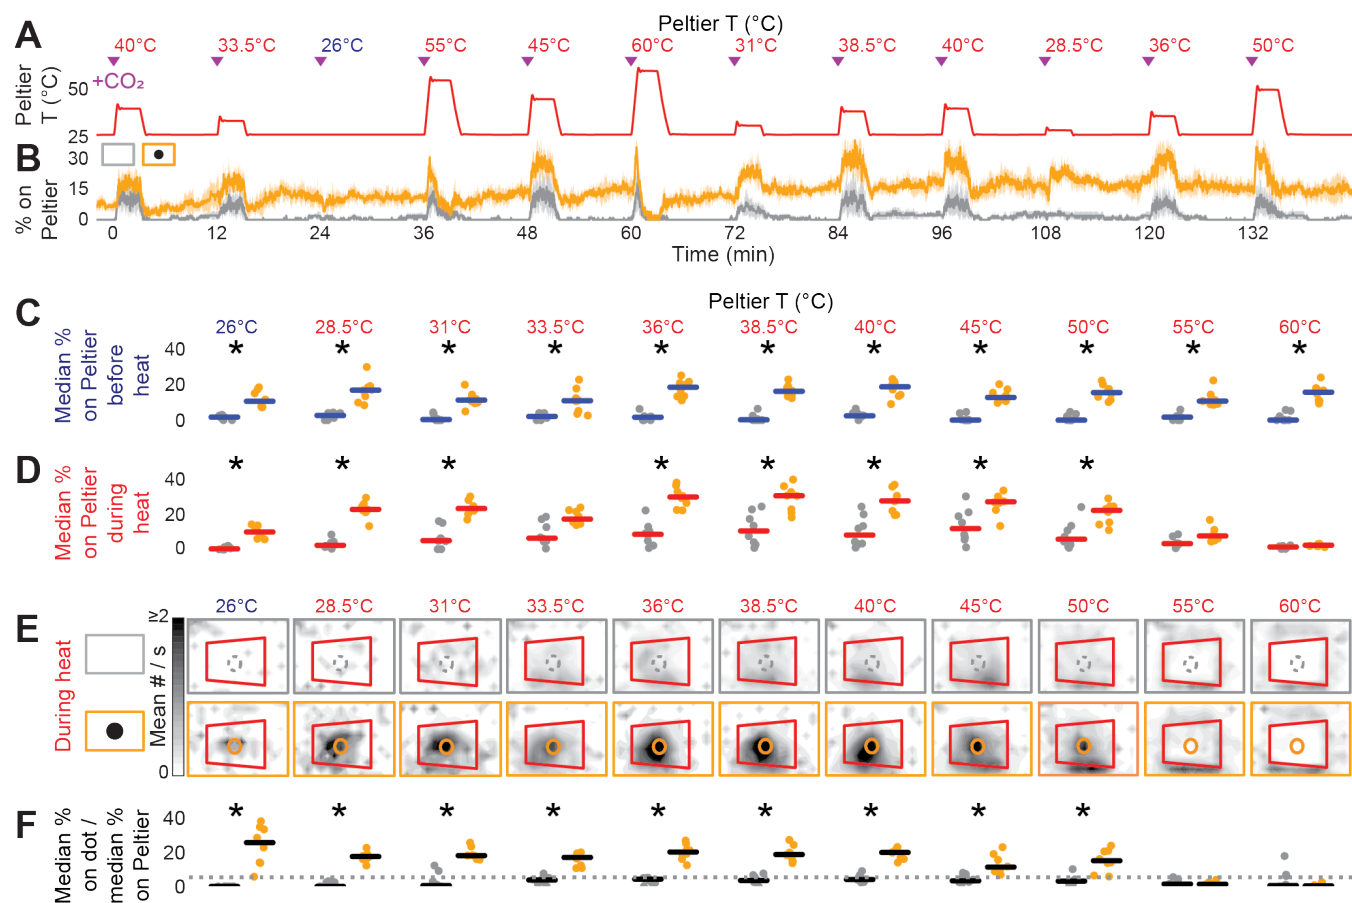 A
Peltier T (°C)
40°C 33.5°C 26°C 55°C 45°C 60°C 31°C 38.5°C 40°C 28.5°C 36°C 50°C
+CO₂
Peltier
T (°C)
50
25
B
% on
Peltier
30
15
0
0 12 24 36 48 60 72 84 96 108 120 132
Time (min)
Peltier T (°C)
C
26°C 28.5°C 31°C 33.5°C 36°C 38.5°C 40°C 45°C 50°C 55°C 60°C
* * * * * * * * * * *
Median %
on Peltier
before
heat
40
20
0
D
* * * * * * * *
Median %
on Peltier
during
heat
40
20
0
E
26°C 28.5°C 31°C 33.5°C 36°C 38.5°C 40°C 45°C 50°C 55°C 60°C
During heat
Mean # / s
≥2
0
F
* * * * * * * * *
Median %
on dot /
median %
on Peltier
40
20
0